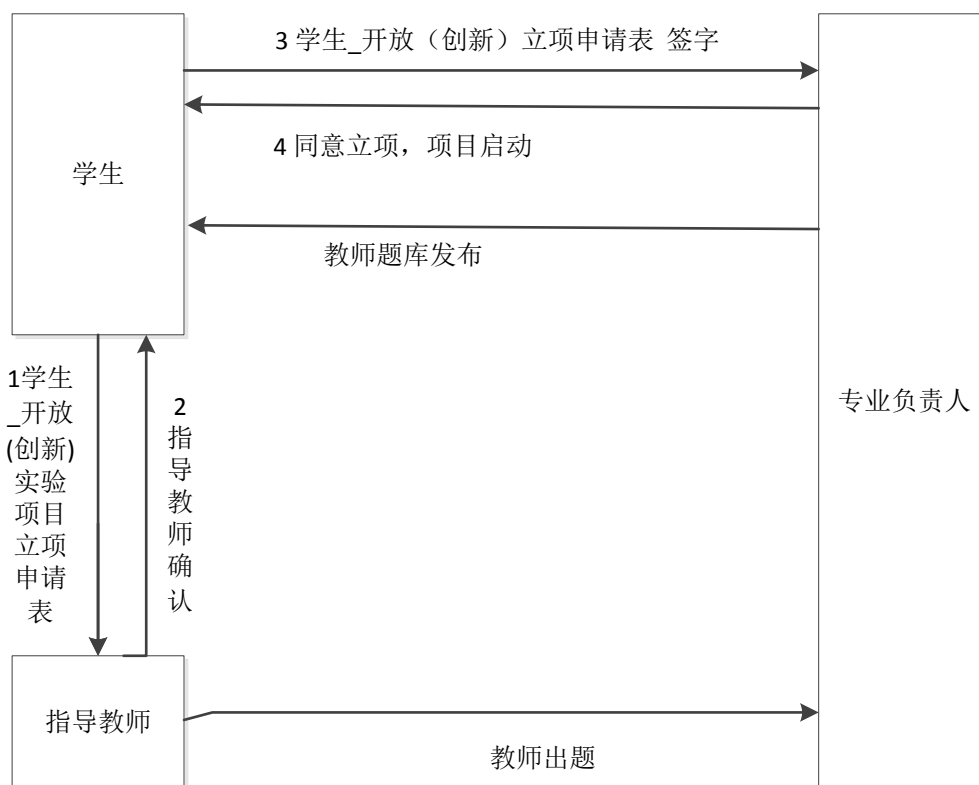 3 学生_开放（创新）立项申请表 签字
4 同意立项，项目启动
学生
教师题库发布
1学生
_开放
(创新)
实验
项目
立项
申请
表
2
指
导
教
师
确
认
专业负责人
指导教师
教师出题